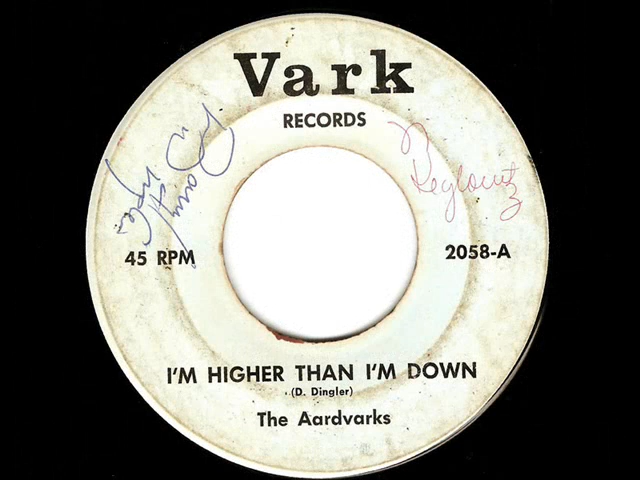 Vark
RECORDS
45 RPM
2058-A
I'M HIGHER THAN I'M DOWN
(D. Dingler)
The Aardvarks